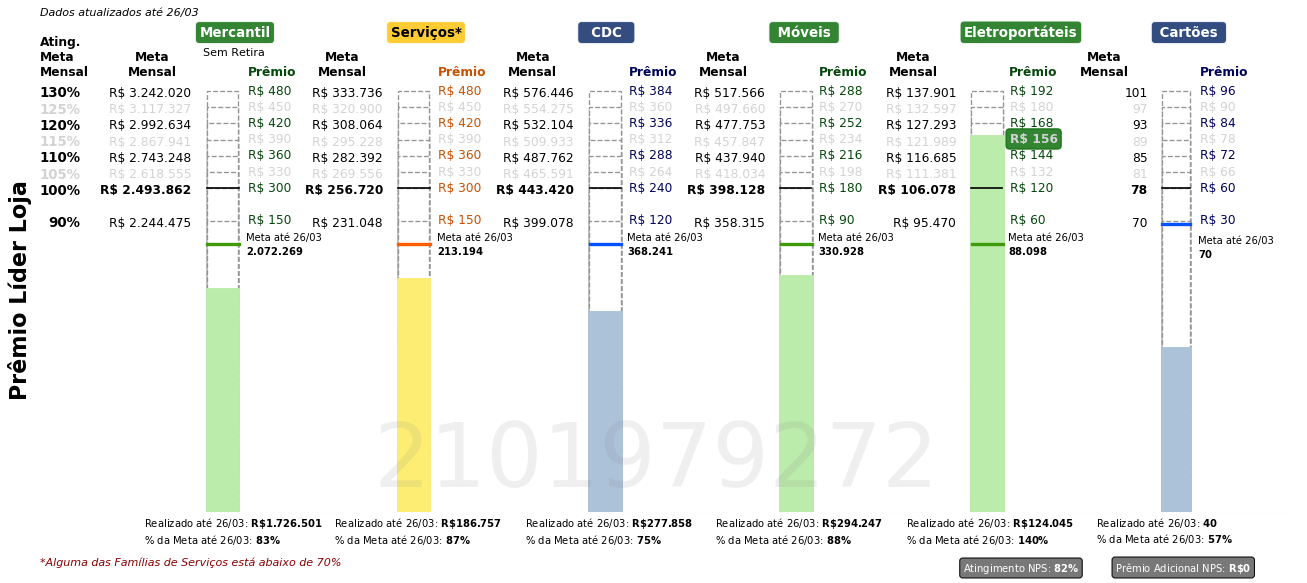 Dados atualizados até 26/03
Mercantil Serviços* CDC Móveis Eletroportáteis Cartões
Sem Retira
Ating. Meta Mensal Meta Mensal Prêmio Meta Mensal Prêmio Meta Mensal Prêmio Meta Mensal Prêmio Meta Mensal Prêmio Meta Mensal Prêmio
130% R$ 3.242.020 R$ 480 R$ 333.736 R$ 480 R$ 576.446 R$ 384 R$ 517.566 R$ 288 R$ 137.901 R$ 192 101 R$ 96
125% R$ 3.117.327 R$ 450 R$ 320.900 R$ 450 R$ 554.275 R$ 360 R$ 497.660 R$ 270 R$ 132.597 R$ 180 97 R$ 90
120% R$ 2.992.634 R$ 420 R$ 308.064 R$ 420 R$ 532.104 R$ 336 R$ 477.753 R$ 252 R$ 127.293 R$ 168 93 R$ 84
115% R$ 2.867.941 R$ 390 R$ 295.228 R$ 390 R$ 509.933 R$ 312 R$ 457.847 R$ 234 R$ 121.989 R$ 156 89 R$ 78
110% R$ 2.743.248 R$ 360 R$ 282.392 R$ 360 R$ 487.762 R$ 288 R$ 437.940 R$ 216 R$ 116.685 R$ 144 85 R$ 72
105% R$ 2.618.555 R$ 330 R$ 269.556 R$ 330 R$ 465.591 R$ 264 R$ 418.034 R$ 198 R$ 111.381 R$ 132 81 R$ 66
100% R$ 2.493.862 R$ 300 R$ 256.720 R$ 300 R$ 443.420 R$ 240 R$ 398.128 R$ 180 R$ 106.078 R$ 120 78 R$ 60
90% R$ 2.244.475 R$ 150 R$ 231.048 R$ 150 R$ 399.078 R$ 120 R$ 358.315 R$ 90 R$ 95.470 R$ 60 70 R$ 30
Meta até 26/03 Meta até 26/03 Meta até 26/03 Meta até 26/03 Meta até 26/03 Meta até 26/03
2.072.269 213.194 368.241 330.928 88.098 70
Prêmio Líder Loja
2101979272
Realizado até 26/03: R$1.726.501 Realizado até 26/03: R$186.757 Realizado até 26/03: R$277.858 Realizado até 26/03: R$294.247 Realizado até 26/03: R$124.045 Realizado até 26/03: 40
% da Meta até 26/03: 83% % da Meta até 26/03: 87% % da Meta até 26/03: 75% % da Meta até 26/03: 88% % da Meta até 26/03: 140% % da Meta até 26/03: 57%
*Alguma das Famílias de Serviços está abaixo de 70% Atingimento NPS: 82% Prêmio Adicional NPS: R$0